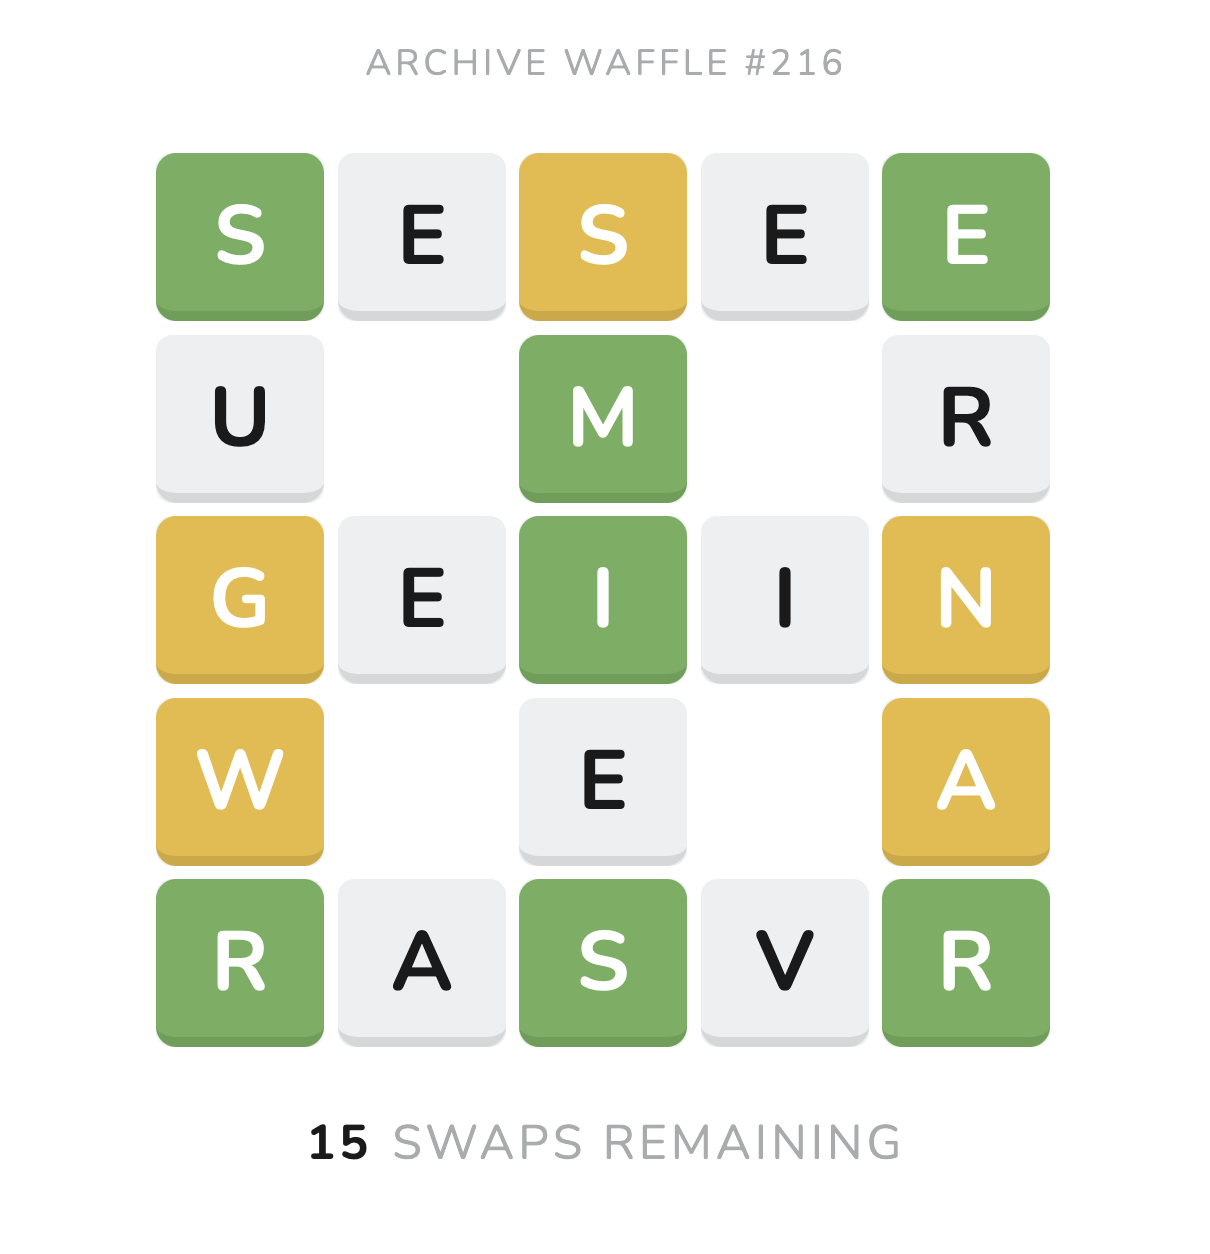 ARCHIVE WAFFLE #216
S E S E E
U M R
G E I I N
W E A
R A S V R
15 SWAPS REMAINING